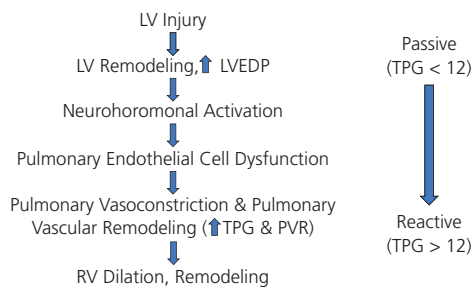 LV Injury
LV Remodeling, LVEDP
Neurohoromonal Activation
Pulmonary Endothelial Cell Dysfunction
Pulmonary Vasoconstriction & Pulmonary
Vascular Remodeling (TPG & PVR)
RV Dilation, Remodeling
Passive
(TPG < 12)
Reactive
(TPG > 12)